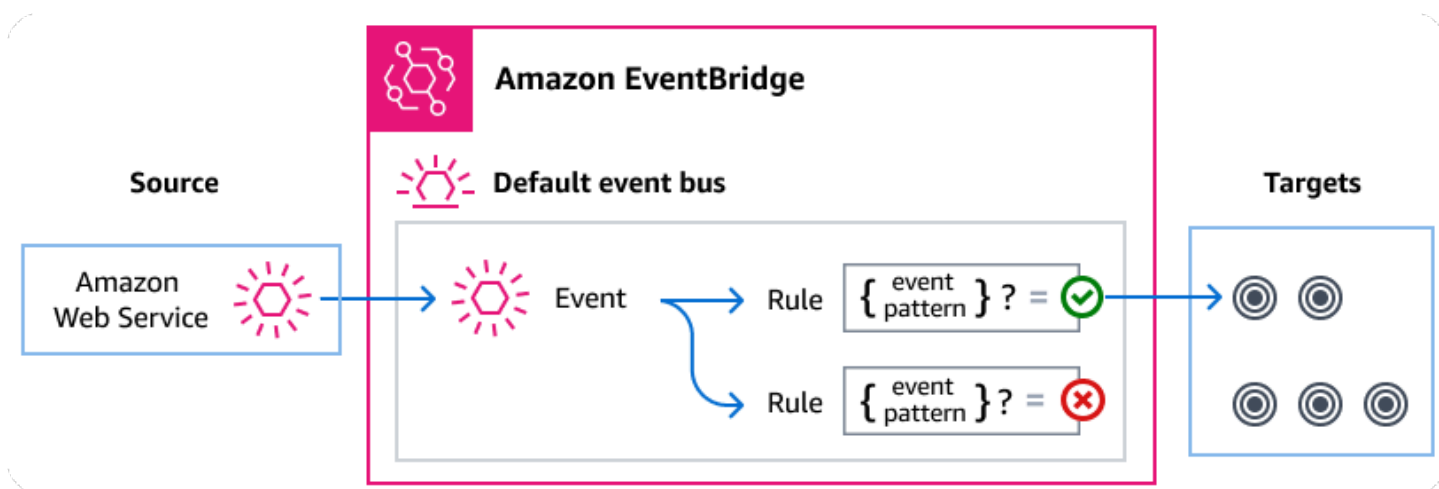 Amazon EventBridge
Source
Default event bus
Targets
Amazon
Web Service
Event
Rule
{ event
pattern } ? =
Rule
{ event
pattern } ? =